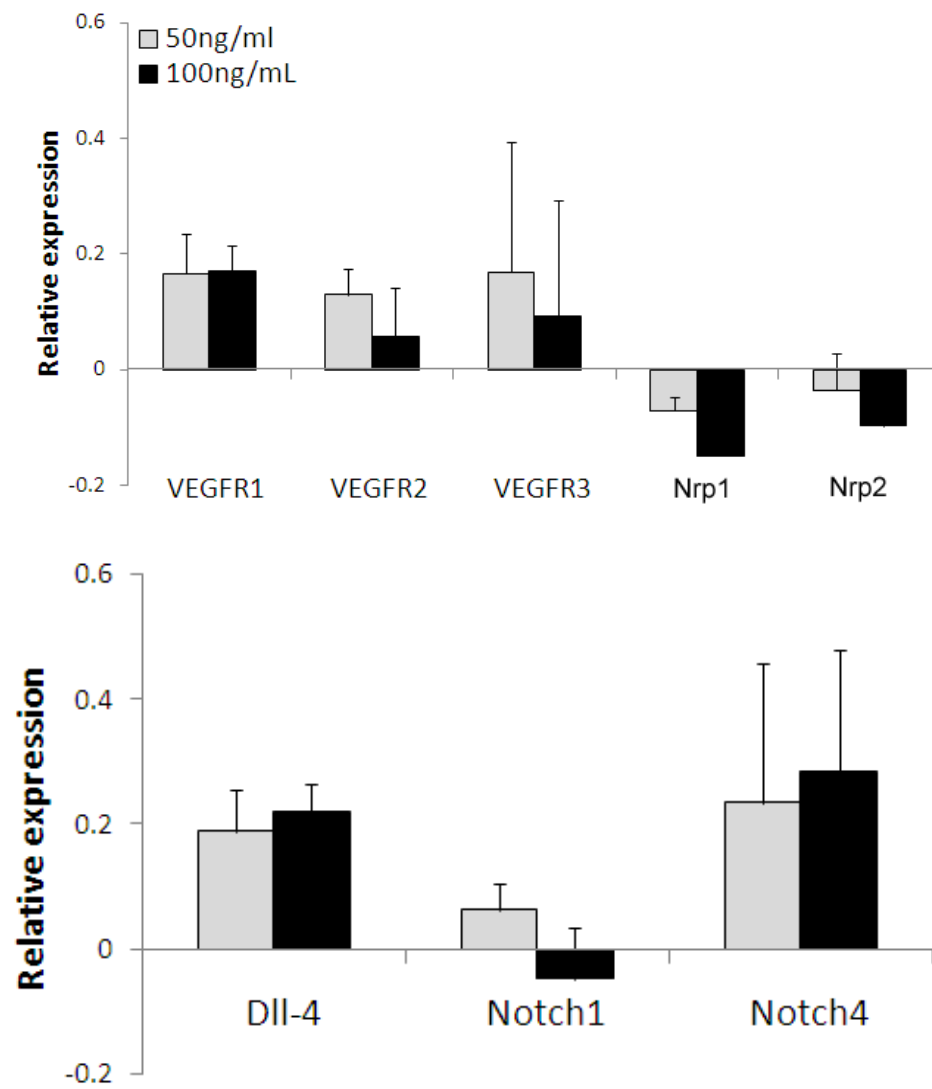 0.6
50ng/ml
100ng/mL
0.4
Relative expression
0.2
0
-0.2
VEGFR1 VEGFR2 VEGFR3 Nrp1 Nrp2
0.6
0.4
Relative expression
0.2
0
Dll-4 Notch1 Notch4
-0.2